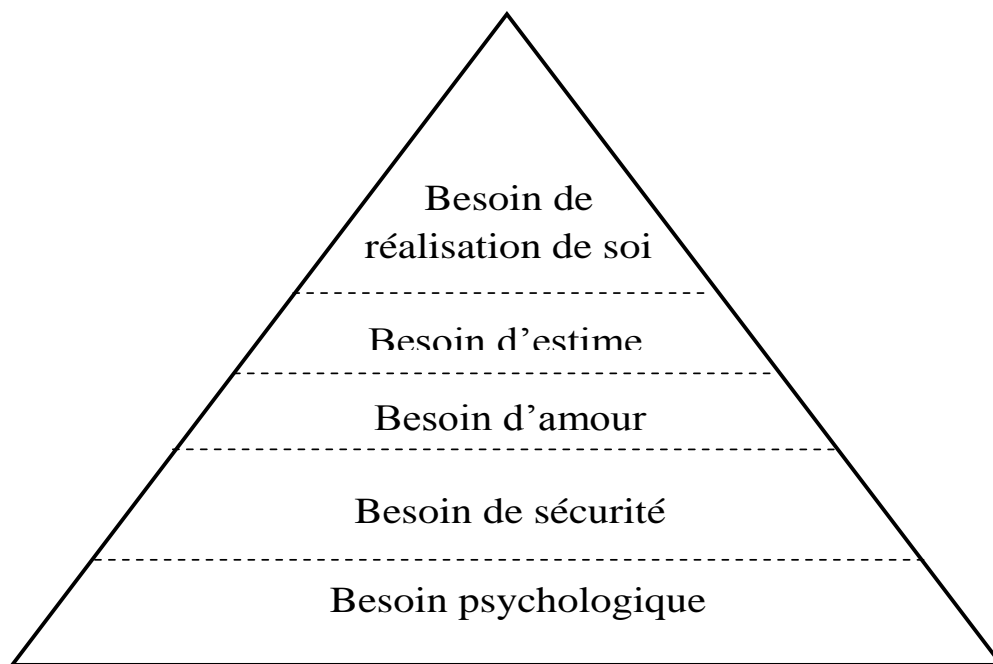 Besoin de
réalisation de soi
Besoin d’estime
Besoin d’amour
Besoin de sécurité
Besoin psychologique